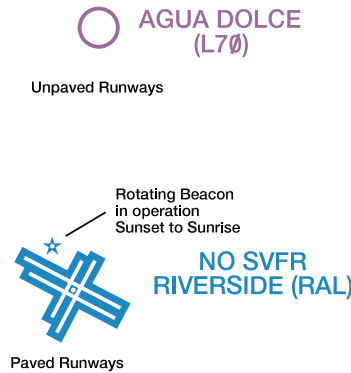 AGUA DOLCE
(L7Ø)
Unpaved Runways
Rotating Beacon
in operation
Sunset to Sunrise
NO SVFR
RIVERSIDE (RAL)
Paved Runways